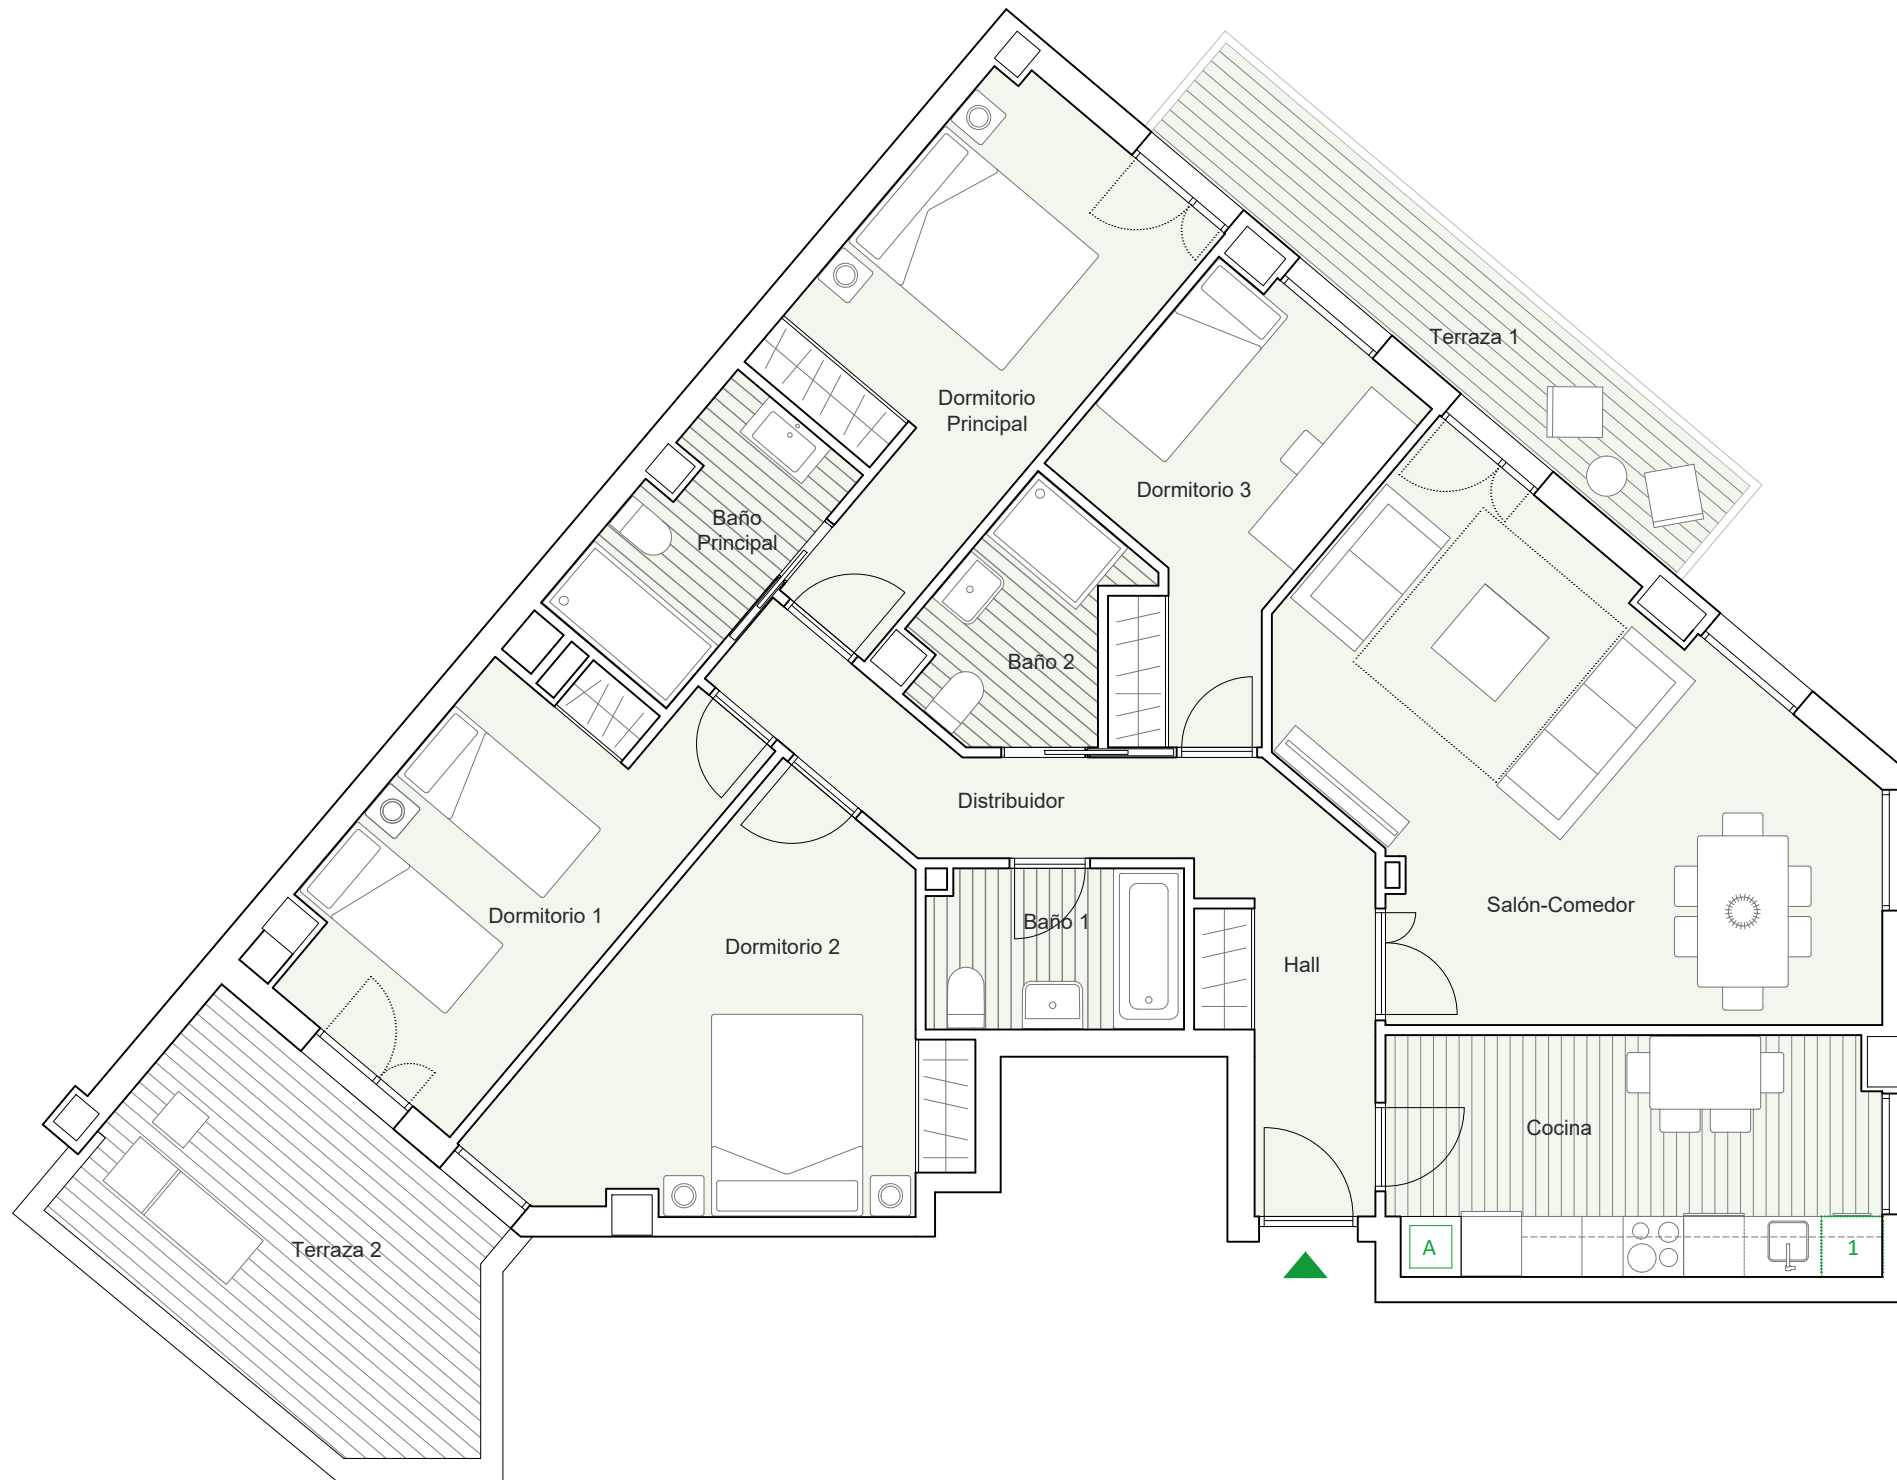 Terraza 1
Dormitorio
Principal
Dormitorio 3
Baño
Principal
Baño 2
Distribuidor
Salón-Comedor
Dormitorio 1
Baño 1
Dormitorio 2
Hall
Cocina
Terraza 2
A
1